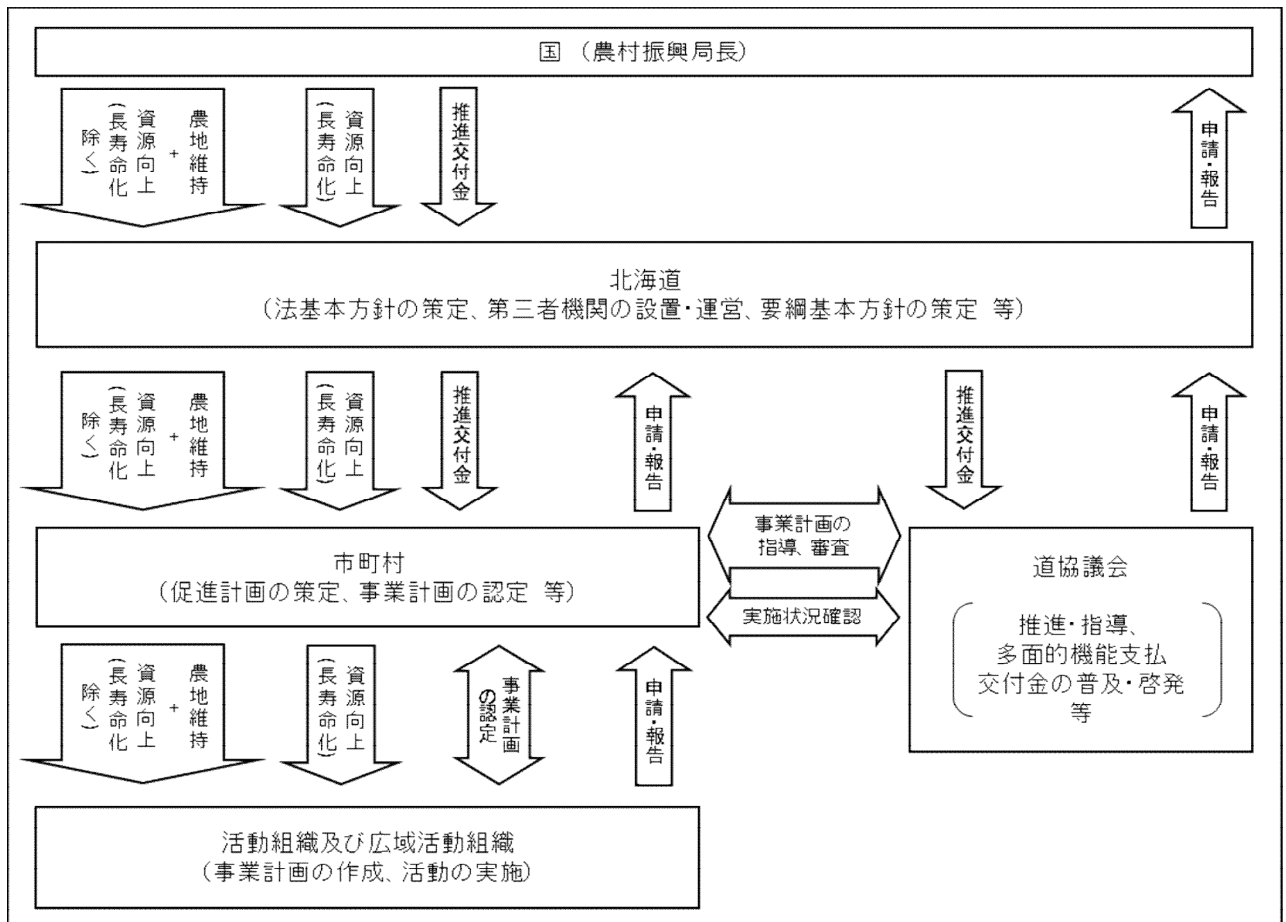 国 (農村振興局長)
農地維持
+
資源向上
(長寿命化
除く)
資源向上
(長寿命化)
推進交付金
申請・報告
北海道
(法基本方針の策定、第三者機関の設置・運営、要綱基本方針の策定 等)
農地維持
+
資源向上
(長寿命化
除く)
資源向上
(長寿命化)
推進交付金
申請・報告
推進交付金
申請・報告
市町村
(促進計画の策定、事業計画の認定 等)
事業計画の
指導、審査
実施状況確認
道協議会
推進・指導、
多面的機能支払
交付金の普及・啓発
等
農地維持
+
資源向上
(長寿命化
除く)
資源向上
(長寿命化)
事業計画
の認定
申請・報告
活動組織及び広域活動組織
(事業計画の作成、活動の実施)